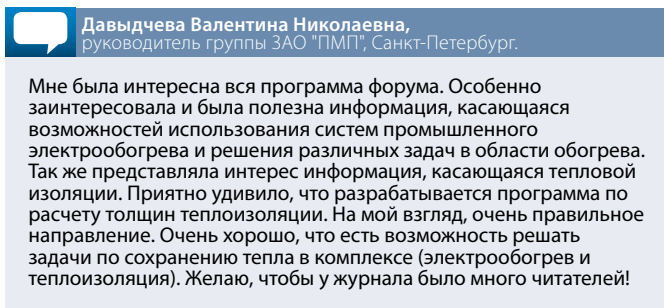 Давыдчева Валентина Николаевна,
руководитель группы ЗАО "ПМП", Санкт-Петербург.
Мне была интересна вся программа форума. Особенно
заинтересовала и была полезна информация, касающаяся
возможностей использования систем промышленного
электрообогрева и решения различных задач в области обогрева.
Так же представляла интерес информация, касающаяся тепловой
изоляции. Приятно удивило, что разрабатывается программа по
расчету толщин теплоизоляции. На мой взгляд, очень правильное
направление. Очень хорошо, что есть возможность решать
задачи по сохранению тепла в комплексе (электрообогрев и
теплоизоляция). Желаю, чтобы у журнала было много читателей!